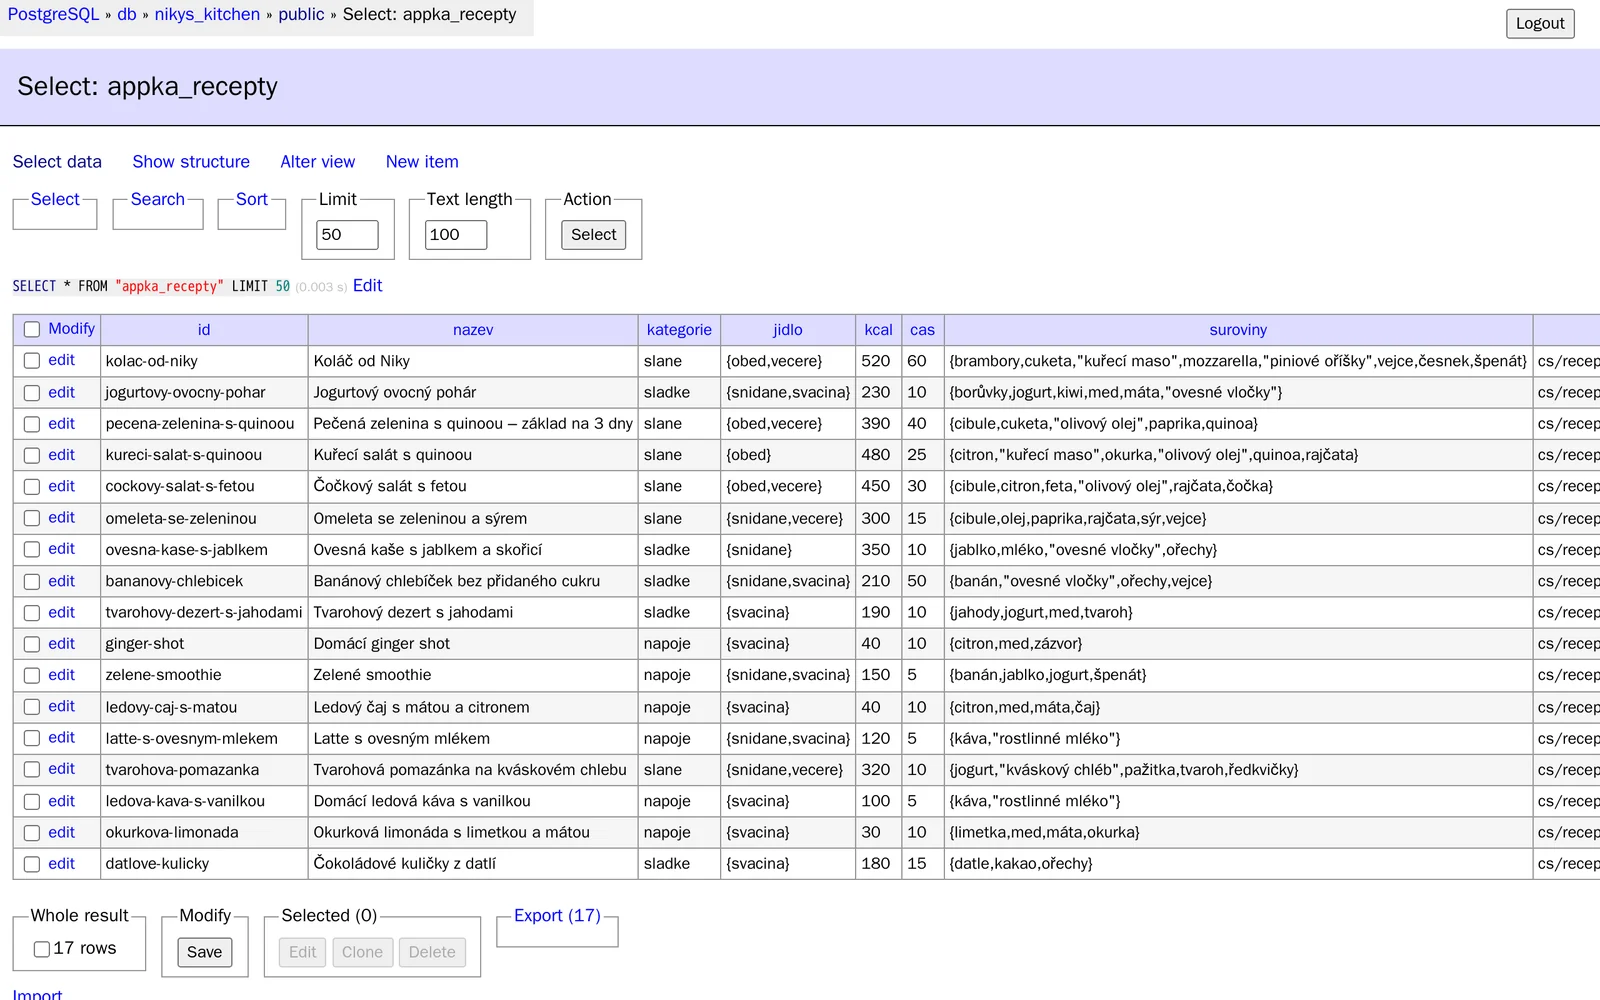 PostgreSQL » db » nikys_kitchen » public » Select: appka_recepty
Logout
Select: appka_recepty
Select data Show structure Alter view New item
Select Search Sort Limit Text length Action
50 100 Select
SELECT * FROM "appka_recepty" LIMIT 50 (0.003 s) Edit
Modify id nazev kategorie jidlo kcal cas suroviny
edit kolac-od-niky Koláč od Niky slane {obed,vecere} 520 60 {brambory,cuketa,"kuřecí maso",mozzarella,"piniové oříšky",vejce,česnek,špenát} cs/recep
edit jogurtovy-ovocny-pohar Jogurtový ovocný pohár sladke {snidane,svacina} 230 10 {borůvky,jogurt,kiwi,med,máta,"ovesné vločky"} cs/recep
edit pecena-zelenina-s-quinoou Pečená zelenina s quinoou – základ na 3 dny slane {obed,vecere} 390 40 {cibule,cuketa,"olivový olej",paprika,quinoa} cs/recep
edit kureci-salat-s-quinoou Kuřecí salát s quinoou slane {obed} 480 25 {citron,"kuřecí maso",okurka,"olivový olej",quinoa,rajčata} cs/recep
edit cockovy-salat-s-fetou Čočkový salát s fetou slane {obed,vecere} 450 30 {cibule,citron,feta,"olivový olej",rajčata,čočka} cs/recep
edit omeleta-se-zeleninou Omeleta se zeleninou a sýrem slane {snidane,vecere} 300 15 {cibule,olej,paprika,rajčata,sýr,vejce} cs/recep
edit ovesna-kase-s-jablkem Ovesná kaše s jablkem a skořicí sladke {snidane} 350 10 {jablko,mléko,"ovesné vločky",ořechy} cs/recep
edit bananovy-chlebicek Banánový chlebíček bez přidaného cukru sladke {snidane,svacina} 210 50 {banán,"ovesné vločky",ořechy,vejce} cs/recep
edit tvarohovy-dezert-s-jahodami Tvarohový dezert s jahodami sladke {svacina} 190 10 {jahody,jogurt,med,tvaroh} cs/recep
edit ginger-shot Domácí ginger shot napoje {svacina} 40 10 {citron,med,zázvor} cs/recep
edit zelene-smoothie Zelené smoothie napoje {snidane,svacina} 150 5 {banán,jablko,jogurt,špenát} cs/recep
edit ledovy-caj-s-matou Ledový čaj s mátou a citronem napoje {svacina} 40 10 {citron,med,máta,čaj} cs/recep
edit latte-s-ovesnym-mlekem Latte s ovesným mlékem napoje {snidane,svacina} 120 5 {káva,"rostlinné mléko"} cs/recep
edit tvarohova-pomazanka Tvarohová pomazánka na kváskovém chlebu slane {snidane,vecere} 320 10 {jogurt,"kváskový chléb",pažitka,tvaroh,ředkvičky} cs/recep
edit ledova-kava-s-vanilkou Domácí ledová káva s vanilkou napoje {svacina} 100 5 {káva,"rostlinné mléko"} cs/recep
edit okurkova-limonada Okurková limonáda s limetkou a mátou napoje {svacina} 30 10 {limetka,med,máta,okurka} cs/recep
edit datlove-kulicky Čokoládové kuličky z datlí sladke {svacina} 180 15 {datle,kakao,ořechy} cs/recep
Whole result Modify Selected (0) Export (17)
17 rows Save Edit Clone Delete
Import